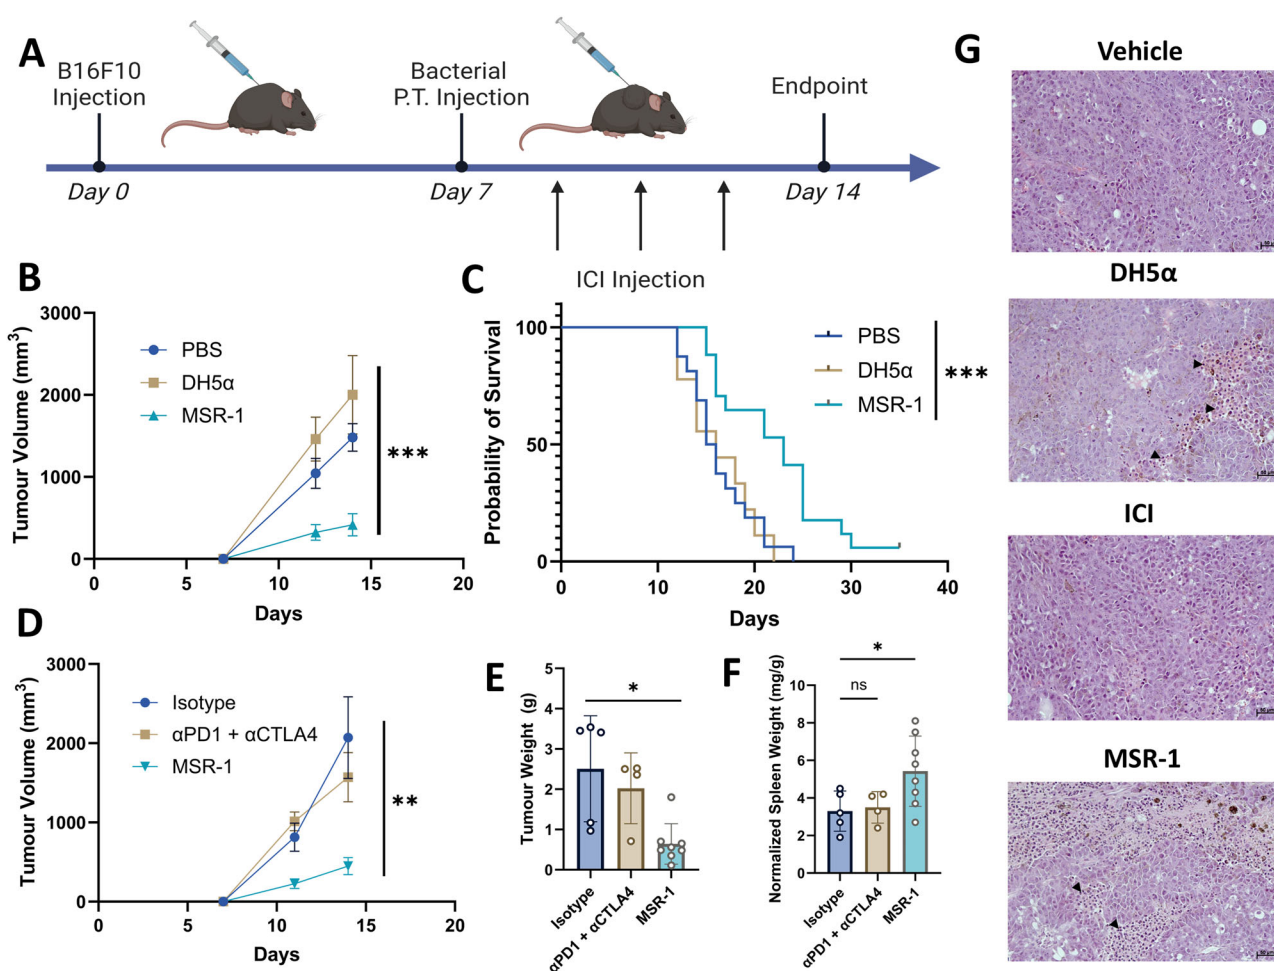 A
B16F10
Injection
Bacterial
P.T. Injection
Endpoint
Day 0
Day 7
Day 14
ICI Injection
B
Tumour Volume (mm³)
3000
2000
1000
0
0
5
10
15
20
Days
PBS
DH5α
MSR-1
***
C
Probability of Survival
100
50
0
0
10
20
30
40
Days
PBS
DH5α
MSR-1
***
D
Tumour Volume (mm³)
3000
2000
1000
0
0
5
10
15
20
Days
Isotype
αPD1 + αCTLA4
MSR-1
**
E
Tumour Weight (g)
5
4
3
2
1
0
*
Isotype
αPD1 + αCTLA4
MSR-1
F
Normalized Spleen Weight (mg/g)
10
8
6
4
2
0
ns
*
Isotype
αPD1 + αCTLA4
MSR-1
G
Vehicle
DH5α
ICI
MSR-1